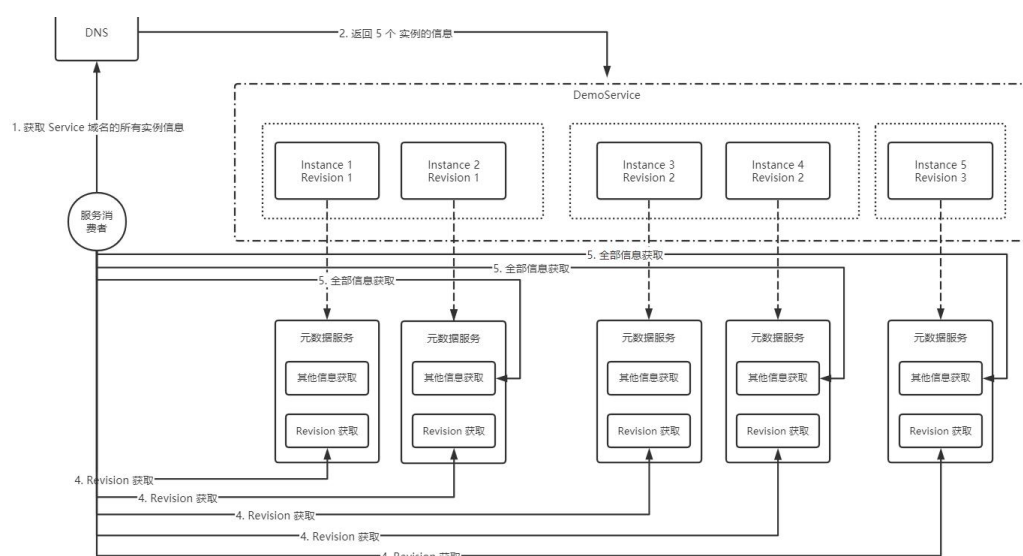 DNS
2. 返回 5 个 实例的信息
DemoService
1. 获取 Service 域名的所有实例信息
Instance 1
Revision 1
Instance 2
Revision 1
Instance 3
Revision 2
Instance 4
Revision 2
Instance 5
Revision 3
服务消
费者
5. 全部信息获取
5. 全部信息获取
5. 全部信息获取
元数据服务
元数据服务
元数据服务
元数据服务
元数据服务
其他信息获取
其他信息获取
其他信息获取
其他信息获取
其他信息获取
Revision 获取
Revision 获取
Revision 获取
Revision 获取
Revision 获取
4. Revision 获取
4. Revision 获取
4. Revision 获取
4. Revision 获取
4. Revision 获取